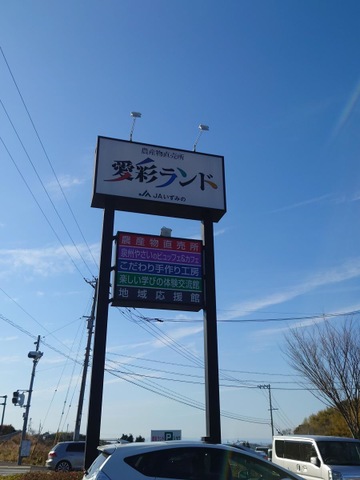 農産物直売所
愛彩ランド
JAいずみの
農産物直売所
泉州やさいのビュッフェ&カフェ
こだわり手作り工房
楽しい学びの体験交流館
地域応援館
P